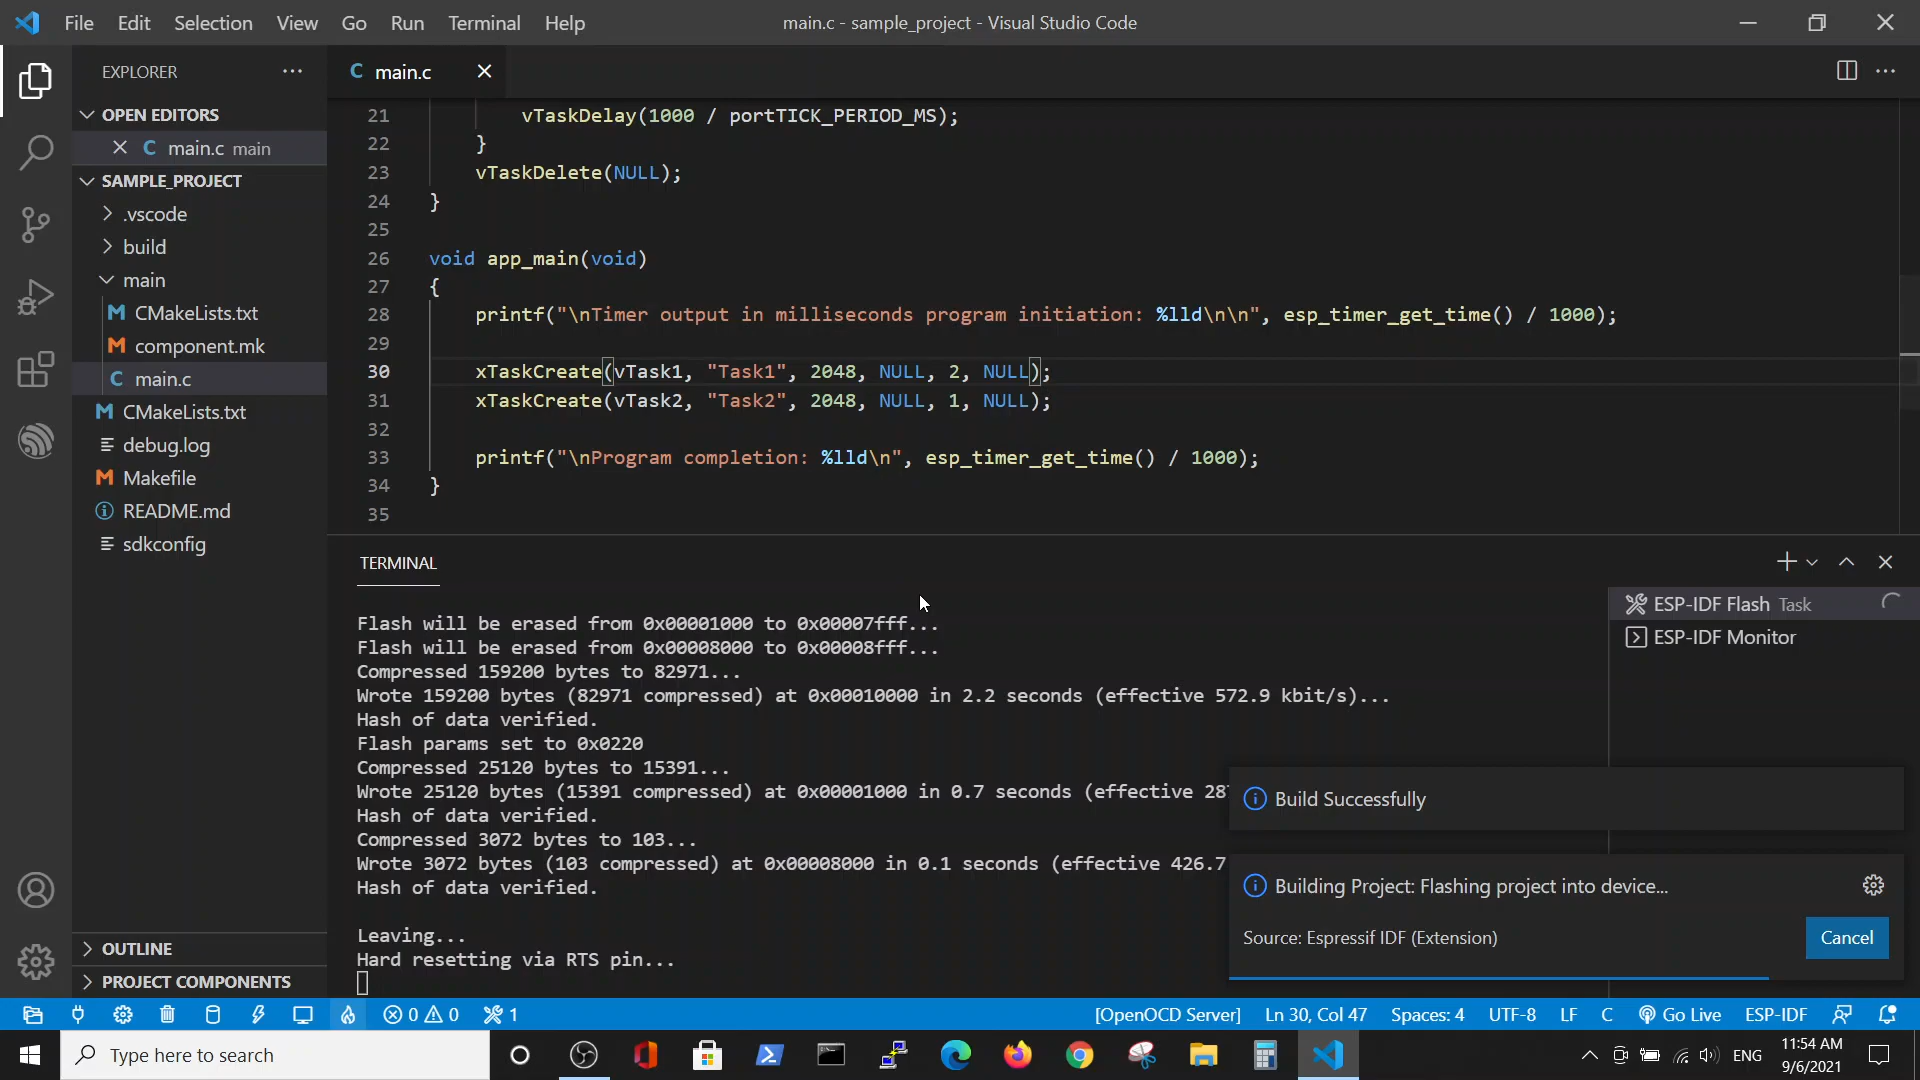 File Edit Selection View Go Run Terminal Help
main.c - sample_project - Visual Studio Code
EXPLORER
OPEN EDITORS
main.c main
SAMPLE_PROJECT
.vscode
build
main
CMakeLists.txt
component.mk
main.c
CMakeLists.txt
debug.log
Makefile
README.md
sdkconfig
OUTLINE
PROJECT COMPONENTS
C main.c
21 vTaskDelay(1000 / portTICK_PERIOD_MS);
22 }
23 vTaskDelete(NULL);
24 }
25
26 void app_main(void)
27 {
28 printf("\nTimer output in milliseconds program initiation: %lld\n\n", esp_timer_get_time() / 1000);
29
30 xTaskCreate(vTask1, "Task1", 2048, NULL, 2, NULL);
31 xTaskCreate(vTask2, "Task2", 2048, NULL, 1, NULL);
32
33 printf("\nProgram completion: %lld\n", esp_timer_get_time() / 1000);
34 }
35
TERMINAL
Flash will be erased from 0x00001000 to 0x00007fff...
Flash will be erased from 0x00008000 to 0x00008fff...
Compressed 159200 bytes to 82971...
Wrote 159200 bytes (82971 compressed) at 0x00010000 in 2.2 seconds (effective 572.9 kbit/s)...
Hash of data verified.
Flash params set to 0x0220
Compressed 25120 bytes to 15391...
Wrote 25120 bytes (15391 compressed) at 0x00001000 in 0.7 seconds (effective 28
Hash of data verified.
Compressed 3072 bytes to 103...
Wrote 3072 bytes (103 compressed) at 0x00008000 in 0.1 seconds (effective 426.7
Hash of data verified.
Leaving...
Hard resetting via RTS pin...
ESP-IDF Flash Task
ESP-IDF Monitor
Build Successfully
Building Project: Flashing project into device...
Source: Espressif IDF (Extension)
Cancel
0 0 1
[OpenOCD Server] Ln 30, Col 47 Spaces: 4 UTF-8 LF C Go Live ESP-IDF
Type here to search
ENG
11:54 AM
9/6/2021